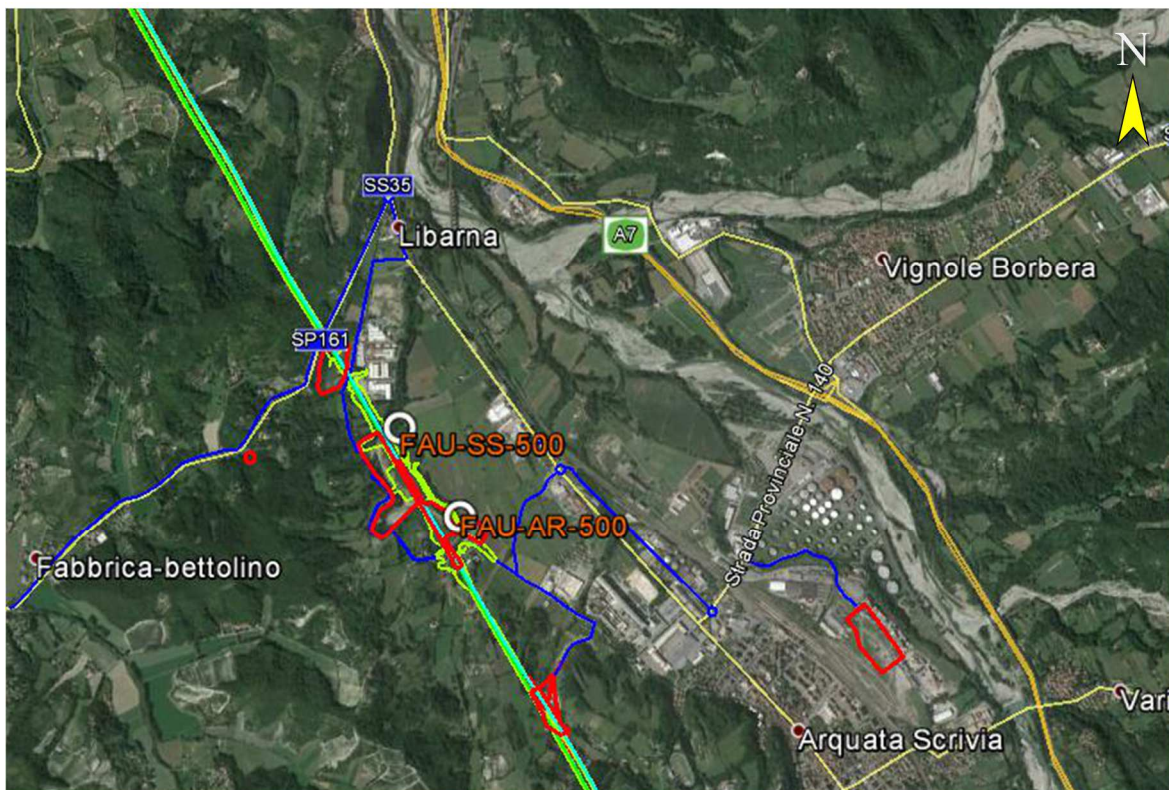 N
SS35
Libarna
A7
Vignole Borbera
SP161
Strada Provinciale N. 140
FAU-SS-500
FAU-AR-500
Fabbrica-bettolino
Vari
Arquata Scrivia